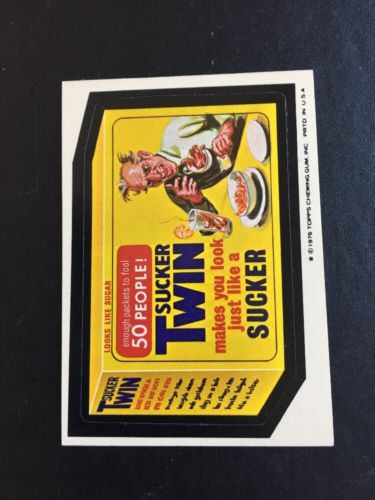 LOOKS LIKE SUGAR
enough packets to fool
50 PEOPLE!
SUCKER
TWIN
makes you look
just like a
SUCKER
SUCKER
TWIN
* © 1976 TOPPS CHEWING GUM, INC. PRTD. IN U.S.A.